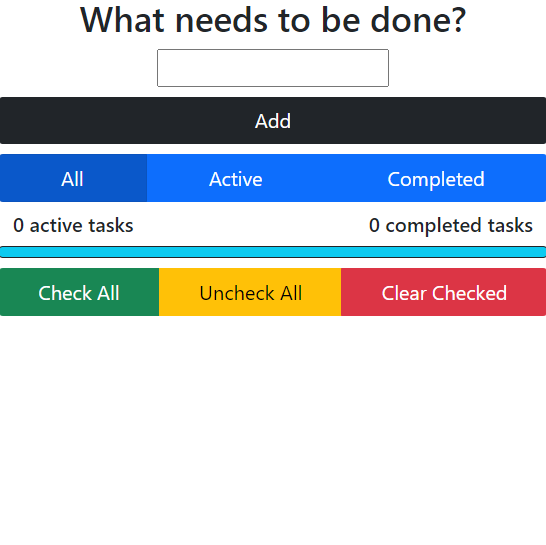 What needs to be done?
Add
All Active Completed
0 active tasks 0 completed tasks
Check All Uncheck All Clear Checked